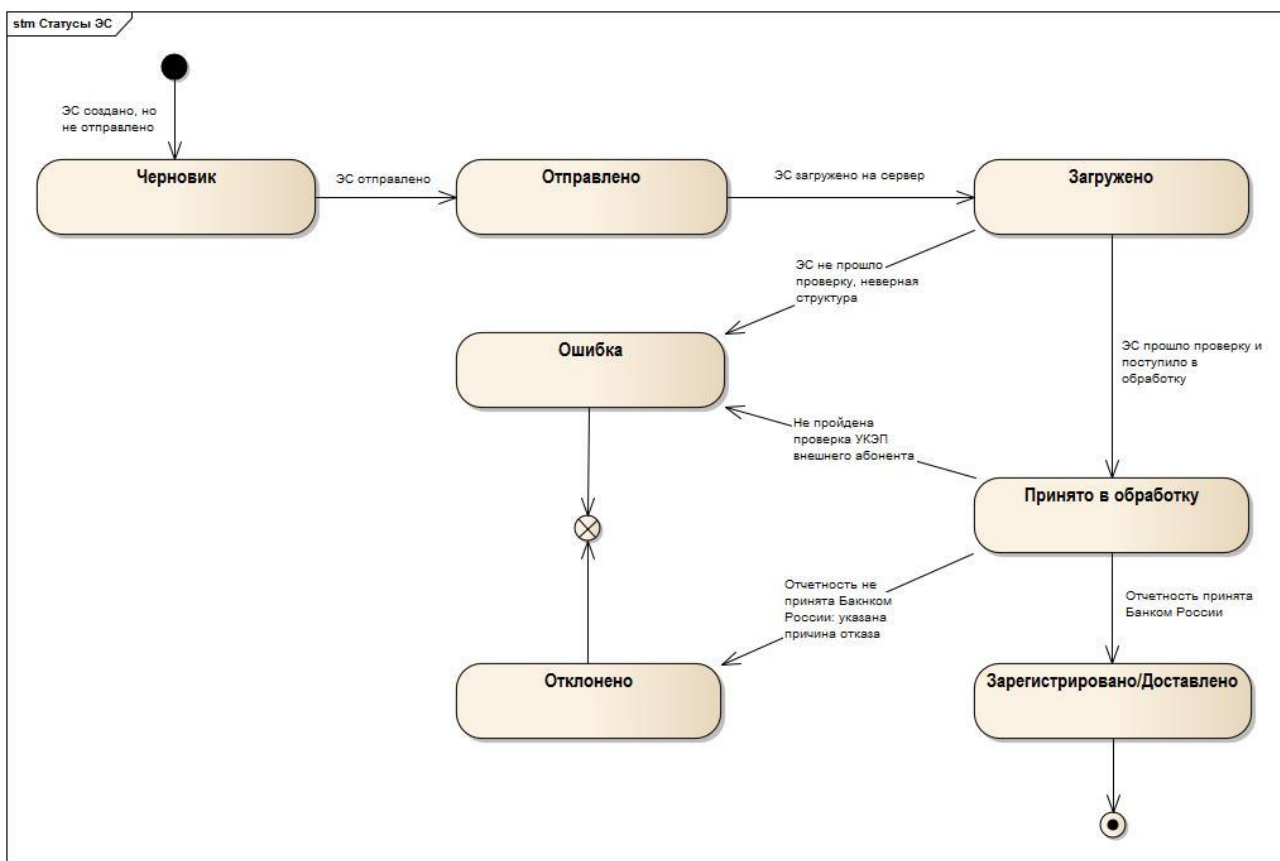 stm Статусы ЭС
ЭС создано, но
не отправлено
Черновик
ЭС отправлено
Отправлено
ЭС загружено на сервер
Загружено
ЭС не прошло
проверку, неверная
структура
Ошибка
ЭС прошло проверку и
поступило в
обработку
Не пройдена
проверка УКЭП
внешнего абонента
Принято в обработку
Отчетность не
принята Бакнком
России: указана
причина отказа
Отчетность принята
Банком России
Отклонено
Зарегистрировано/Доставлено